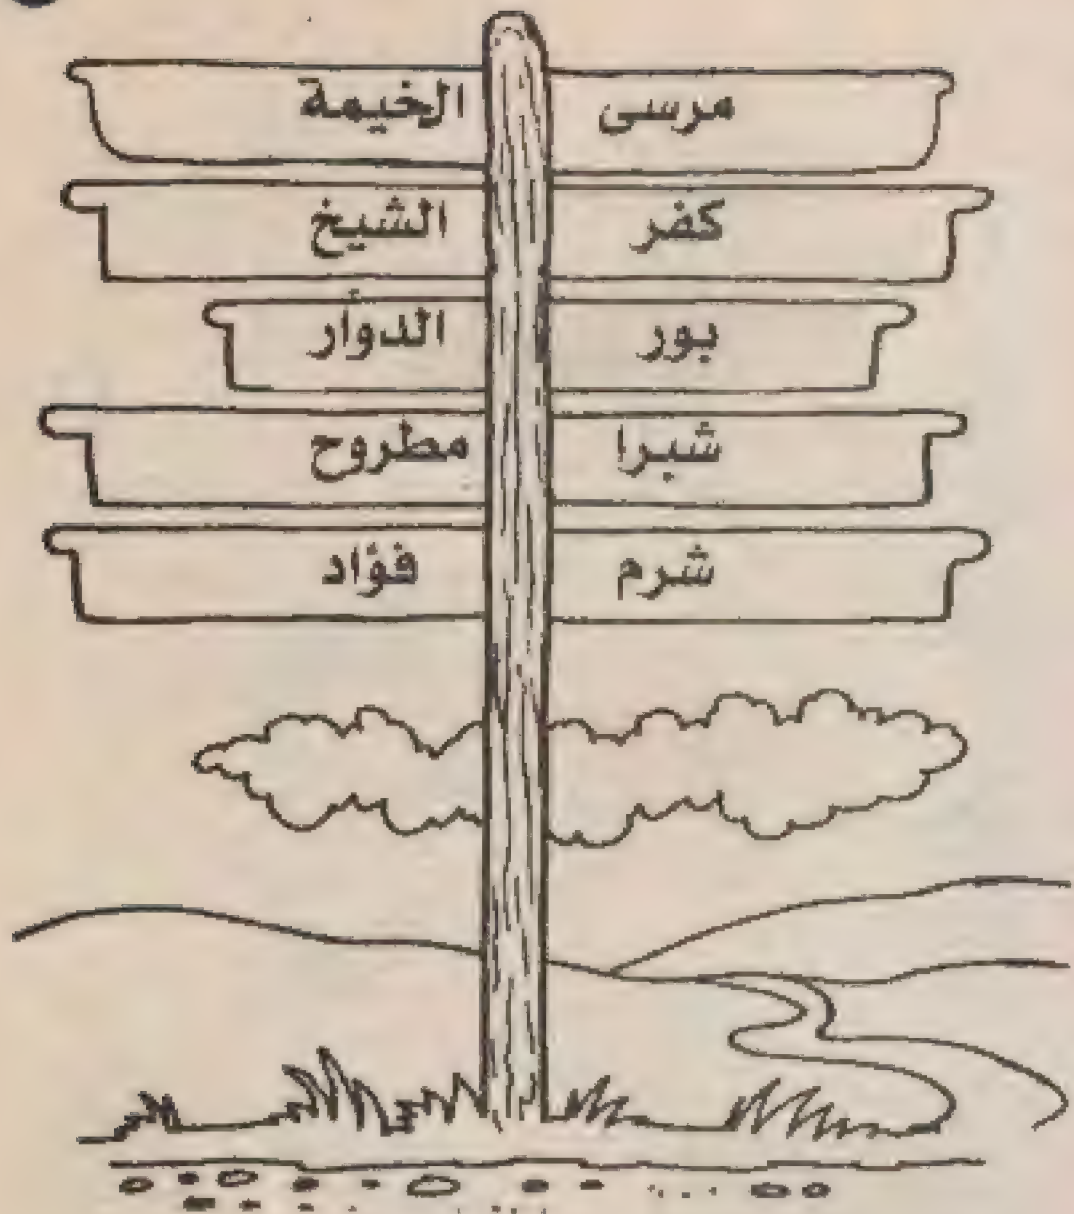 مرسى الخيمة
كفر الشيخ
بور الدوار
شبرا مطروح
شرم فؤاد